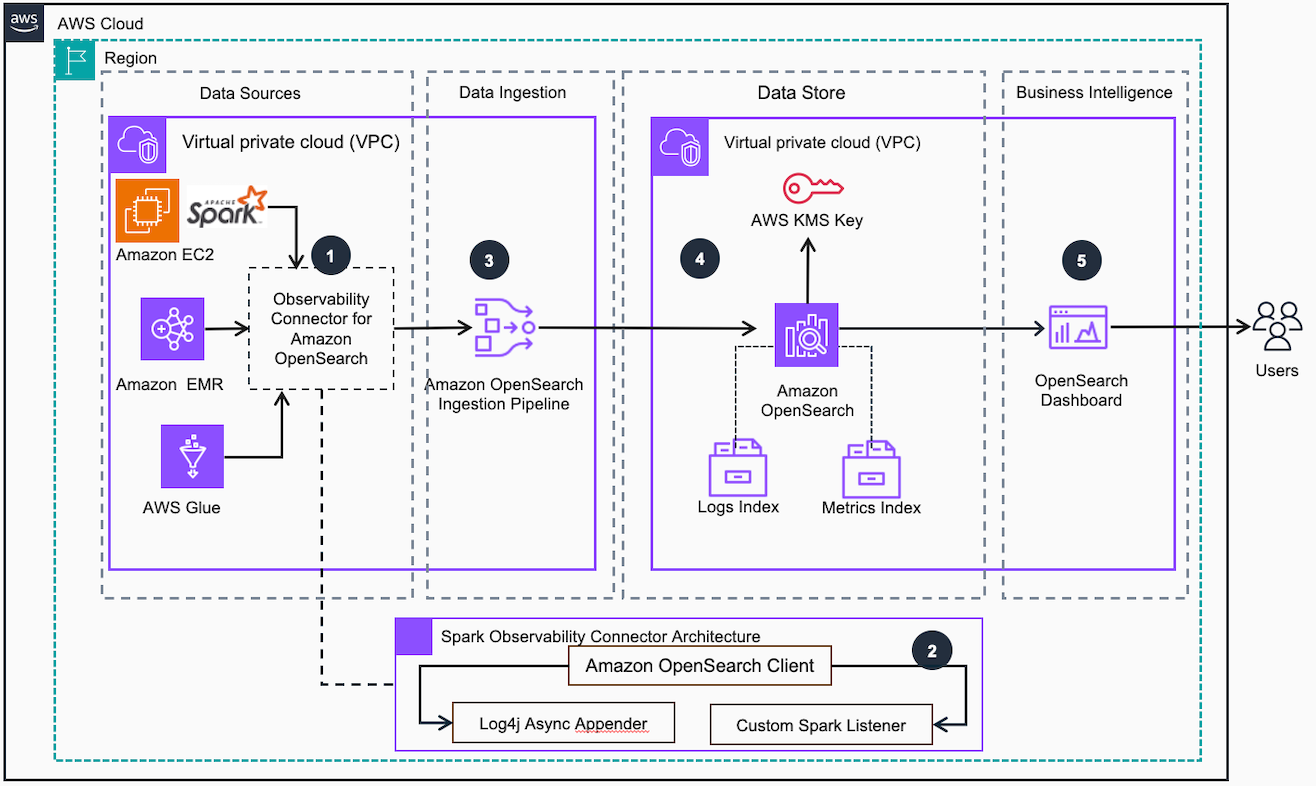 aws
AWS Cloud
Region
Data Sources
Data Ingestion
Data Store
Business Intelligence
Virtual private cloud (VPC)
Virtual private cloud (VPC)
APACHE
Spark
Amazon EC2
AWS KMS Key
1
3
4
5
Observability
Connector for
Amazon
OpenSearch
Amazon EMR
Amazon OpenSearch
Ingestion Pipeline
Amazon
OpenSearch
OpenSearch
Dashboard
Users
AWS Glue
Logs Index
Metrics Index
Spark Observability Connector Architecture
2
Amazon OpenSearch Client
Log4j Async Appender
Custom Spark Listener